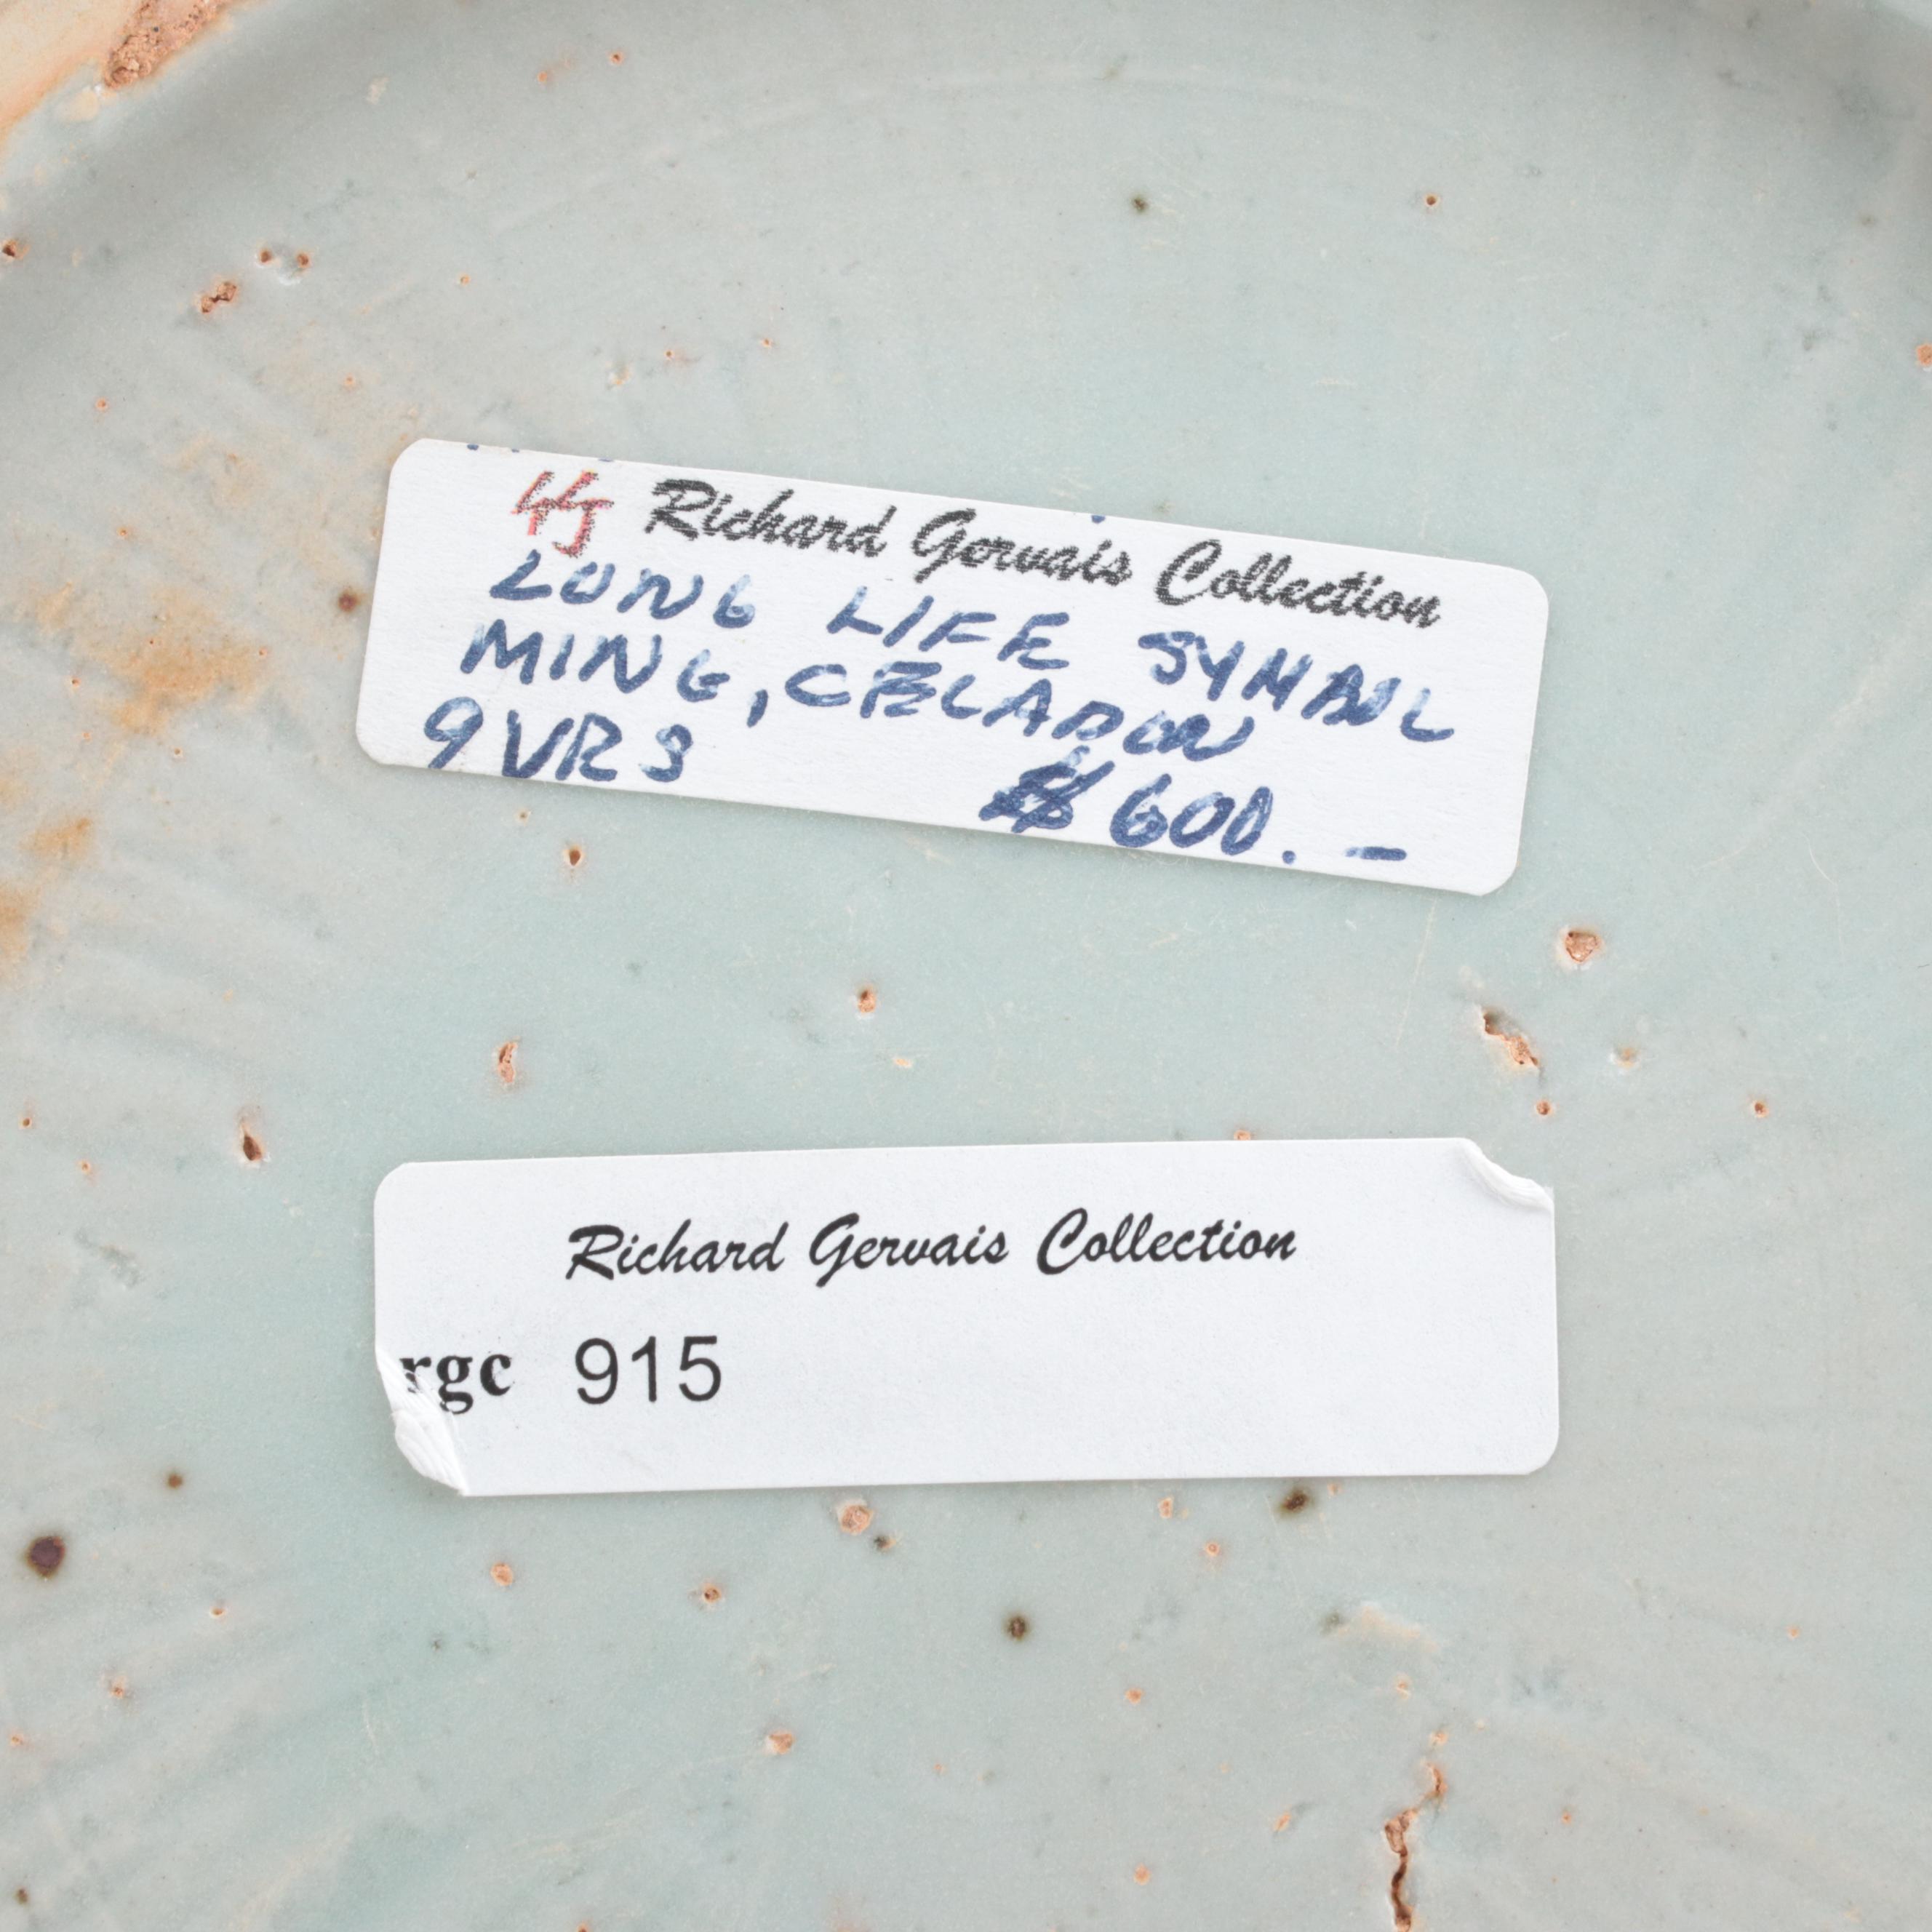 Richard Gervais Collection
LONG LIFE SYMBOL
MING, CELADON
9VRS $600.-
Richard Gervais Collection
rgc 915